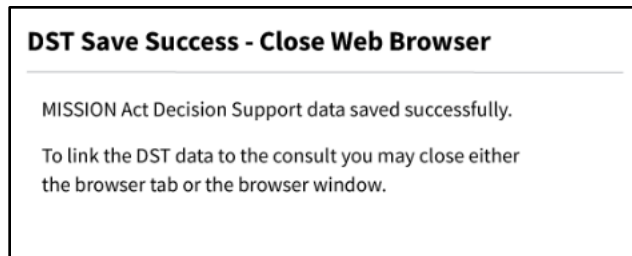 DST Save Success - Close Web Browser
MISSION Act Decision Support data saved successfully.
To link the DST data to the consult you may close either
the browser tab or the browser window.